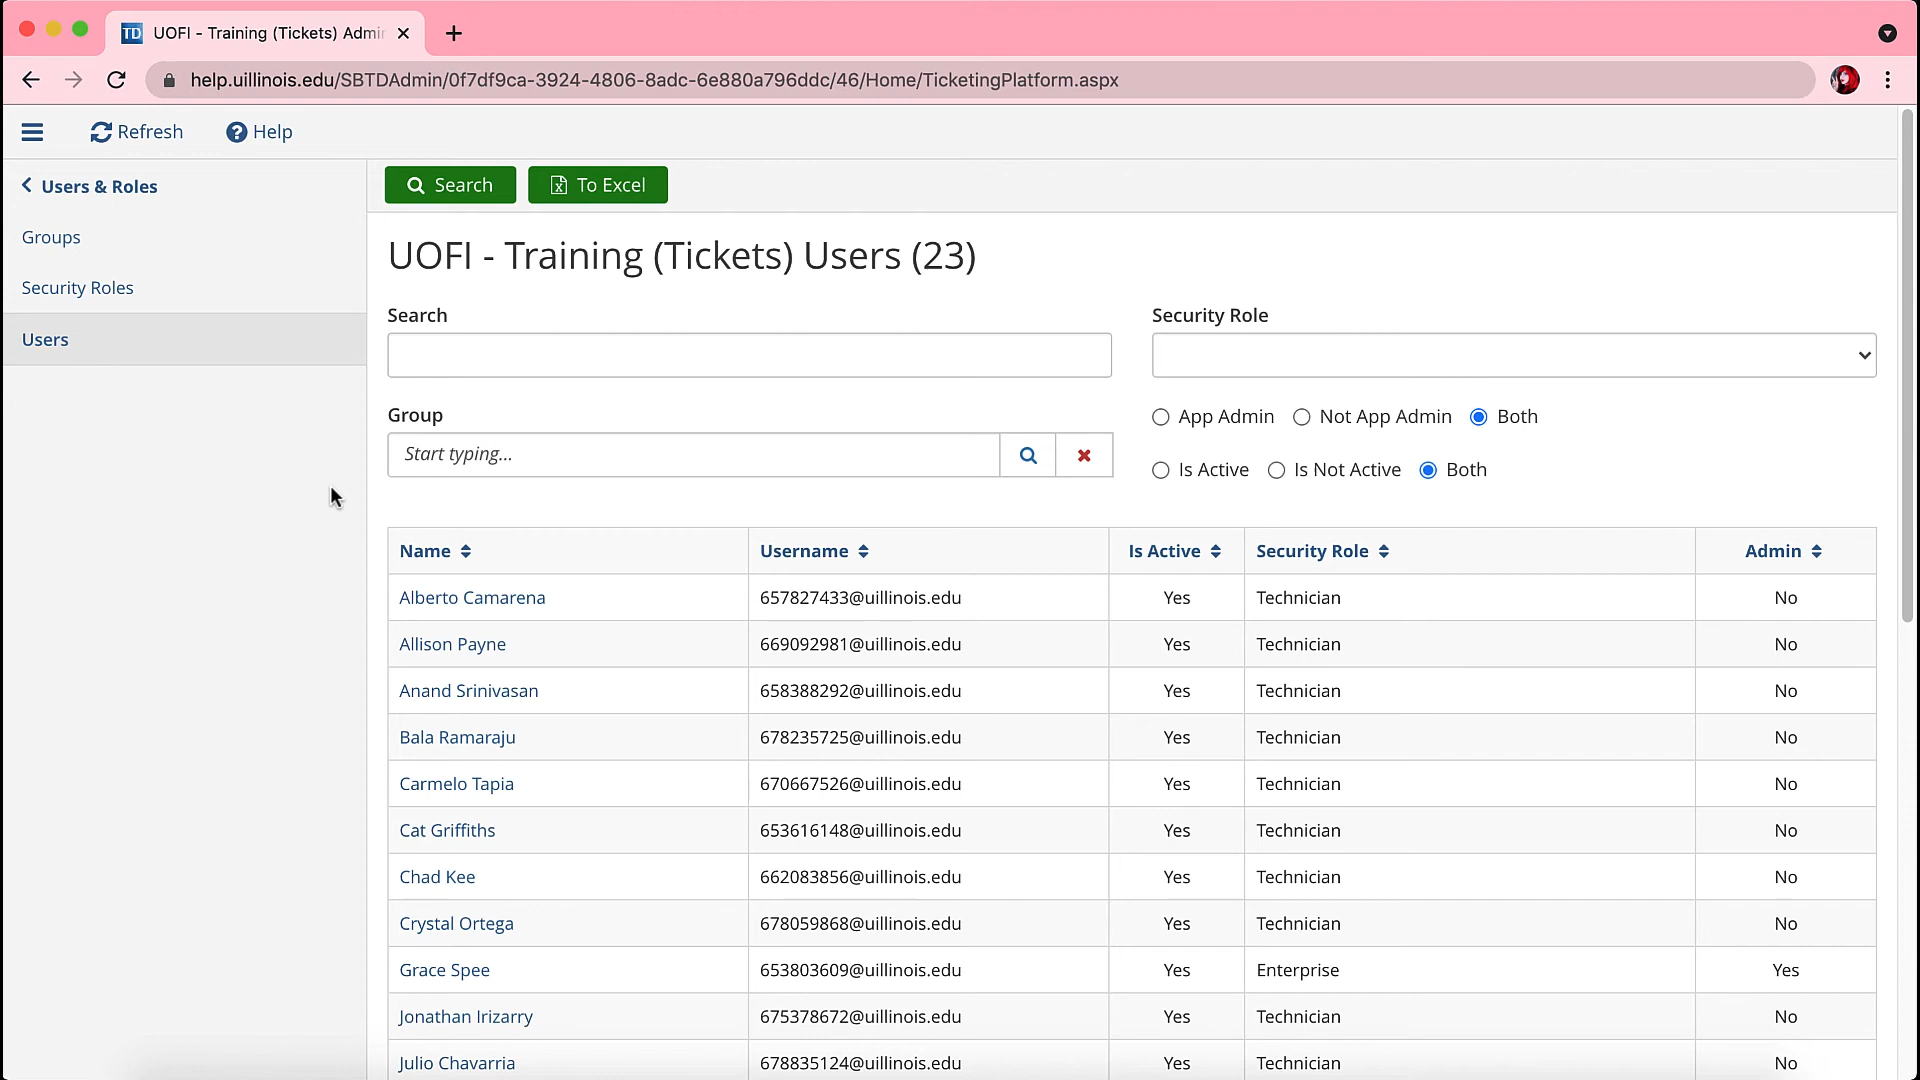 UOFI - Training (Tickets) Admin
help.uillinois.edu/SBTDAdmin/0f7df9ca-3924-4806-8adc-6e880a796ddc/46/Home/TicketingPlatform.aspx
Refresh Help
Users & Roles
Groups
Security Roles
Users
Search To Excel
UOFI - Training (Tickets) Users (23)
Search Security Role
Group
App Admin Not App Admin Both
Start typing...
Is Active Is Not Active Both
Name Username Is Active Security Role Admin
Alberto Camarena 657827433@uillinois.edu Yes Technician No
Allison Payne 669092981@uillinois.edu Yes Technician No
Anand Srinivasan 658388292@uillinois.edu Yes Technician No
Bala Ramaraju 678235725@uillinois.edu Yes Technician No
Carmelo Tapia 670667526@uillinois.edu Yes Technician No
Cat Griffiths 653616148@uillinois.edu Yes Technician No
Chad Kee 662083856@uillinois.edu Yes Technician No
Crystal Ortega 678059868@uillinois.edu Yes Technician No
Grace Spee 653803609@uillinois.edu Yes Enterprise Yes
Jonathan Irizarry 675378672@uillinois.edu Yes Technician No
Julio Chavarria 678835124@uillinois.edu Yes Technician No